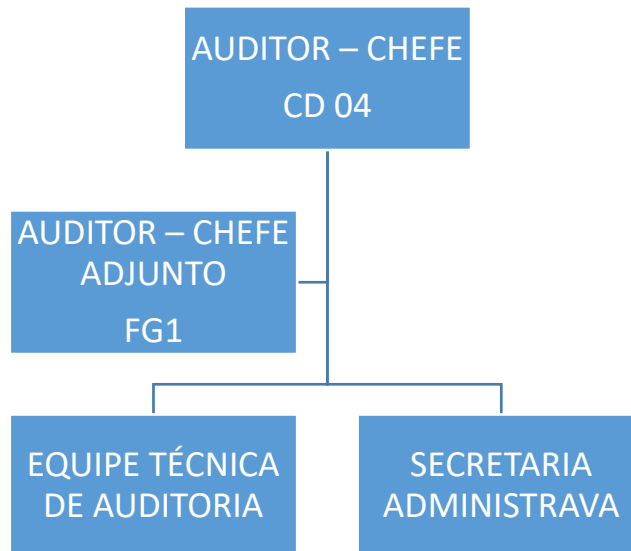 AUDITOR – CHEFE
CD 04
AUDITOR – CHEFE
ADJUNTO
FG1
EQUIPE TÉCNICA
DE AUDITORIA
SECRETARIA
ADMINISTRAVA